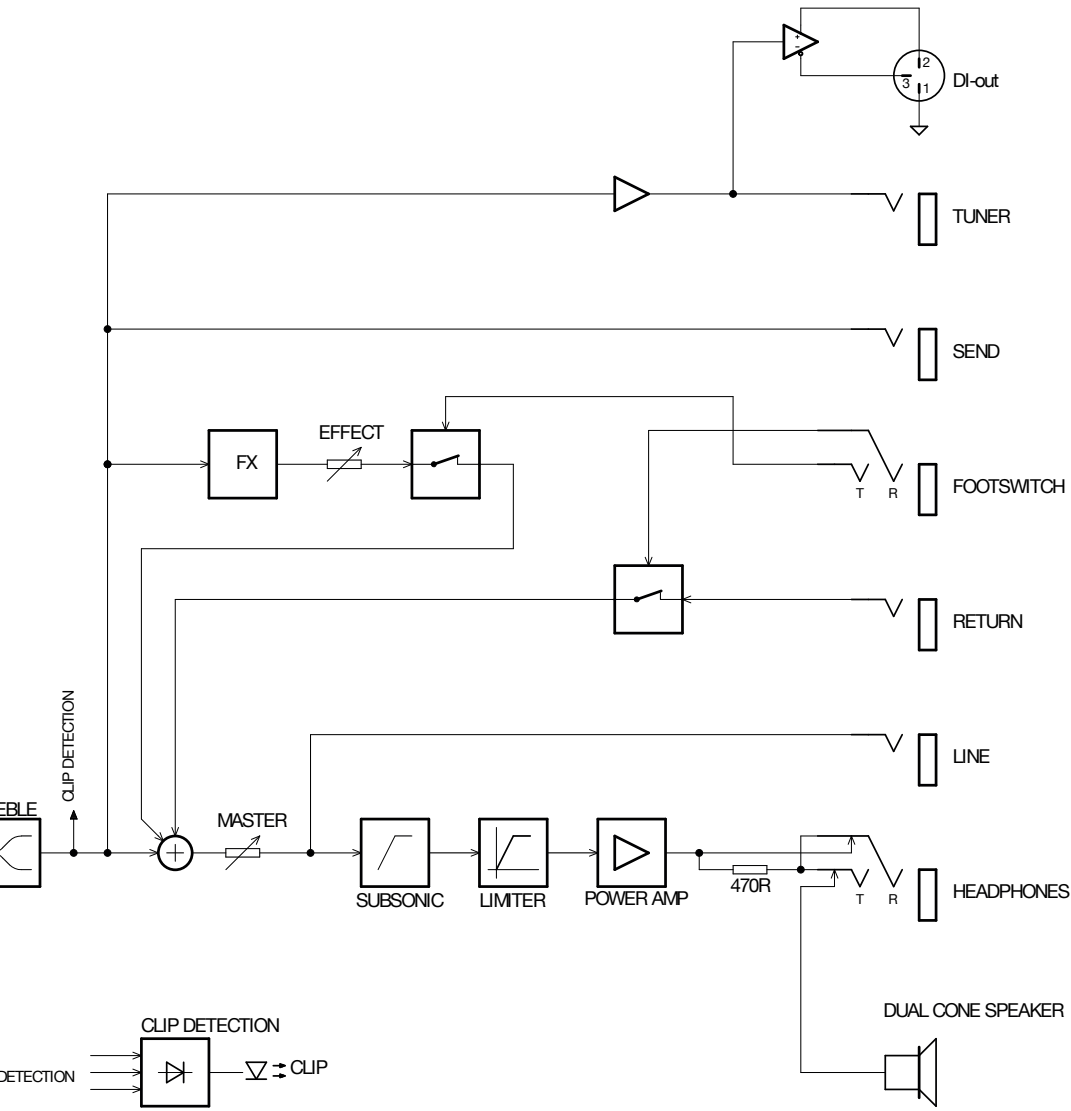 +
-
2
3
1
DI-out
TUNER
SEND
EFFECT
FX
T R
FOOTSWITCH
RETURN
CLIP DETECTION
LINE
EBLE
MASTER
SUBSONIC
LIMITER
POWER AMP
470R
T R
HEADPHONES
DUAL CONE SPEAKER
CLIP DETECTION
DETECTION
CLIP